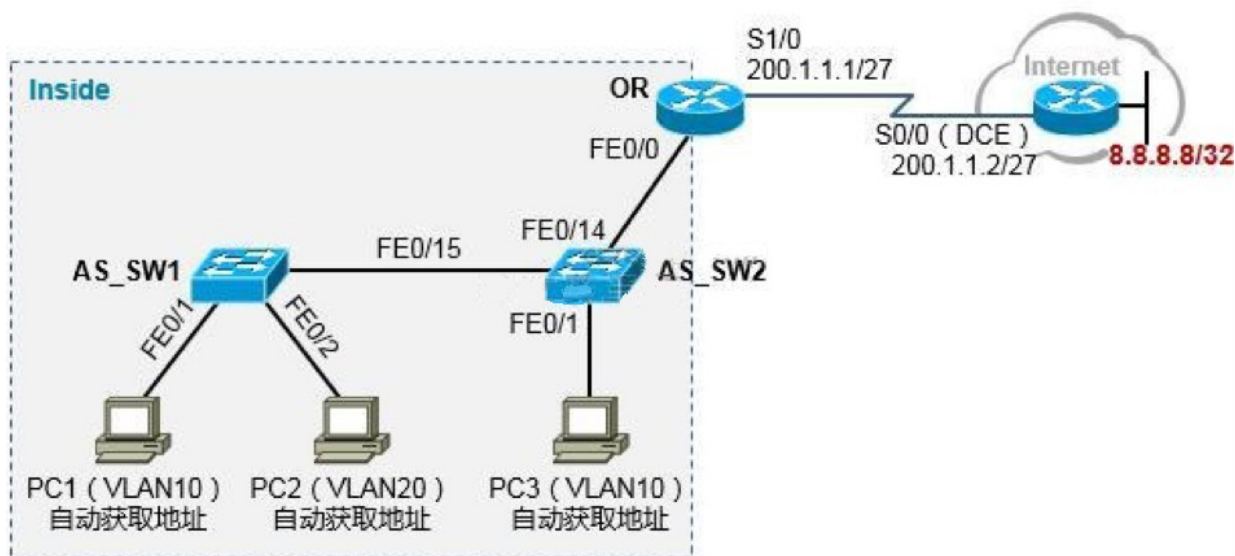 Inside
OR
S1/0
200.1.1.1/27
Internet
S0/0（DCE）
200.1.1.2/27
8.8.8.8/32
FE0/0
FE0/14
FE0/15
AS_SW1
AS_SW2
FE0/1
FE0/2
FE0/1
PC1（VLAN10）
自动获取地址
PC2（VLAN20）
自动获取地址
PC3（VLAN10）
自动获取地址